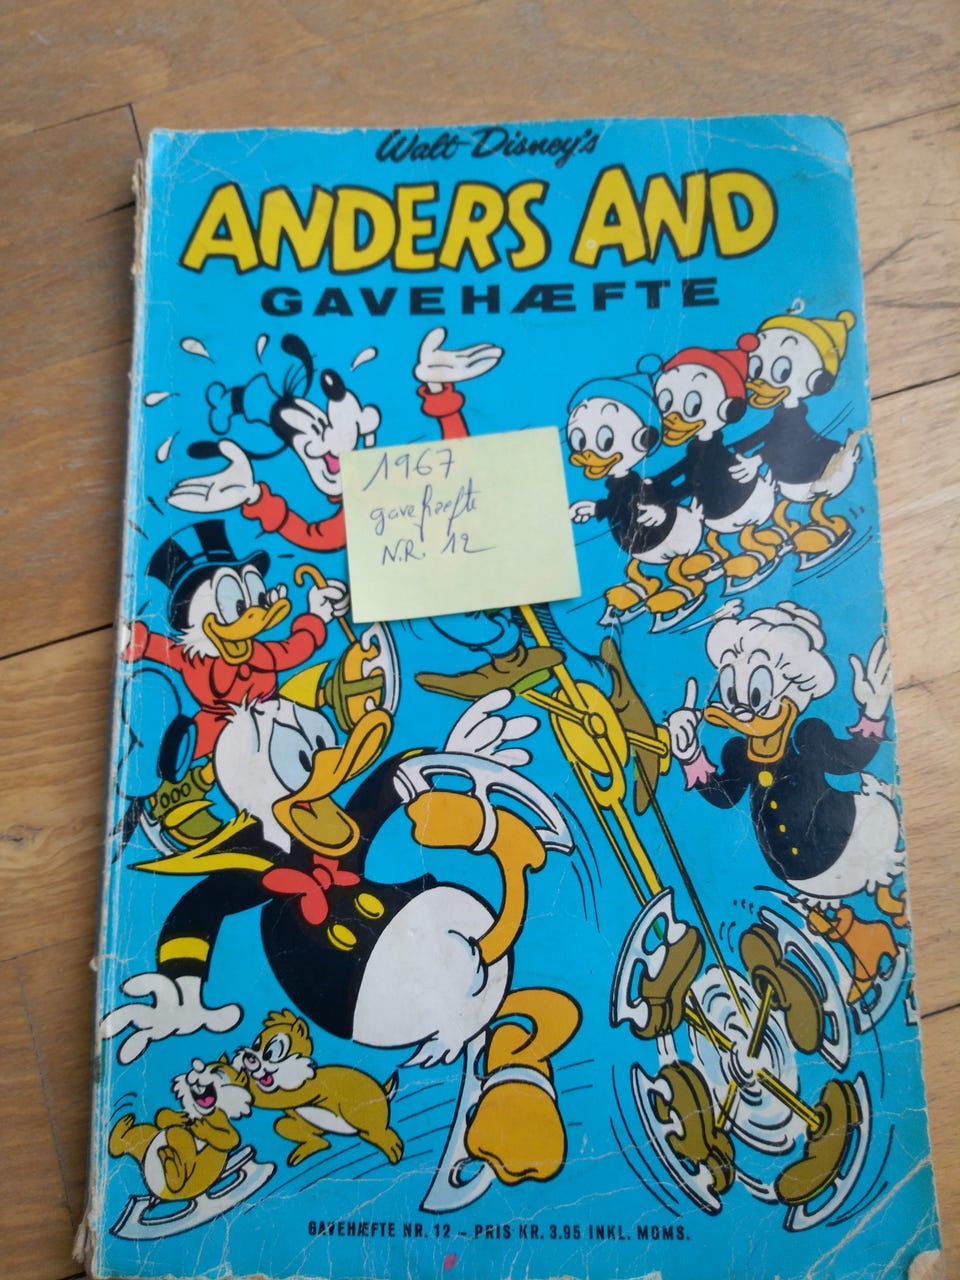 Walt Disney's
ANDERS AND
GAVEHÆFTE
1967
gavehæfte
N.R. 12
GAVEHÆFTE NR. 12 – PRIS KR. 3.95 INKL. MOMS.